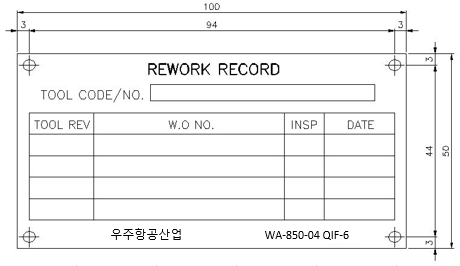 100
3 94 3
REWORK RECORD
TOOL CODE/NO.
TOOL REV W.O NO. INSP DATE
3
44
50
3
우주항공산업 WA-850-04 QIF-6